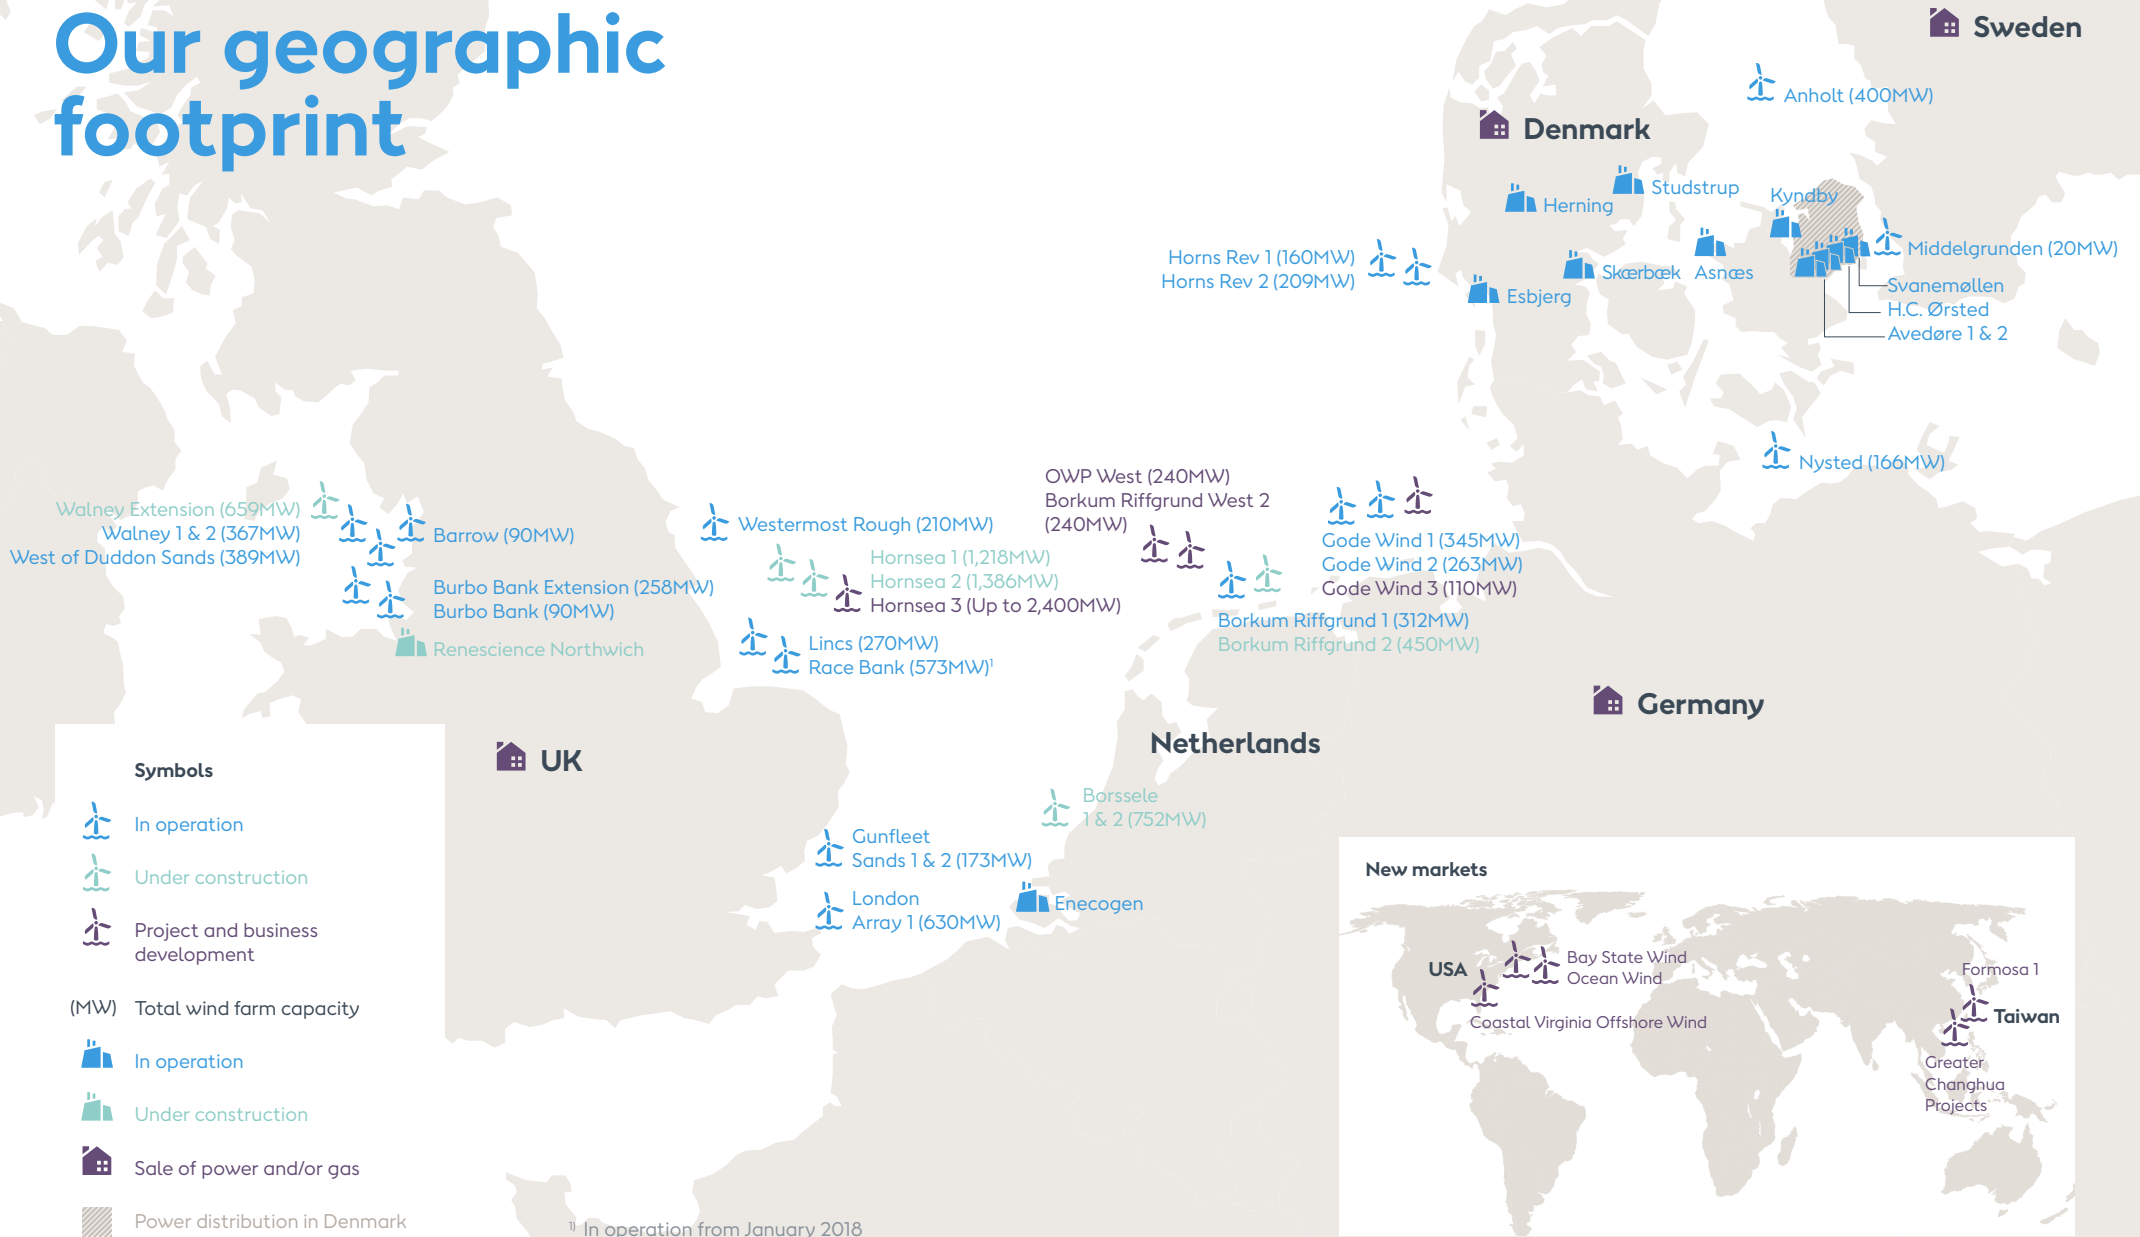 Our geographic
footprint
Sweden
Anholt (400MW)
Denmark
Studstrup
Herning
Kyndby
Horns Rev 1 (160MW)
Horns Rev 2 (209MW)
Middelgrunden (20MW)
Skærbæk
Asnæs
Esbjerg
Svanemøllen
H.C. Ørsted
Avedøre 1 & 2
Nysted (166MW)
Walney Extension (659MW)
Walney 1 & 2 (367MW)
West of Duddon Sands (389MW)
Barrow (90MW)
Burbo Bank Extension (258MW)
Burbo Bank (90MW)
Renescience Northwich
Westermost Rough (210MW)
Hornsea 1 (1,218MW)
Hornsea 2 (1,386MW)
Hornsea 3 (Up to 2,400MW)
Lincs (270MW)
Race Bank (573MW)¹
OWP West (240MW)
Borkum Riffgrund West 2
(240MW)
Gode Wind 1 (345MW)
Gode Wind 2 (263MW)
Gode Wind 3 (110MW)
Borkum Riffgrund 1 (312MW)
Borkum Riffgrund 2 (450MW)
Germany
Netherlands
UK
Borssele
1 & 2 (752MW)
Gunfleet
Sands 1 & 2 (173MW)
London
Array 1 (630MW)
Enecogen
Symbols
In operation
Under construction
Project and business
development
(MW) Total wind farm capacity
In operation
Under construction
Sale of power and/or gas
Power distribution in Denmark
¹⁾ In operation from January 2018
New markets
USA
Bay State Wind
Ocean Wind
Coastal Virginia Offshore Wind
Formosa 1
Taiwan
Greater
Changhua
Projects